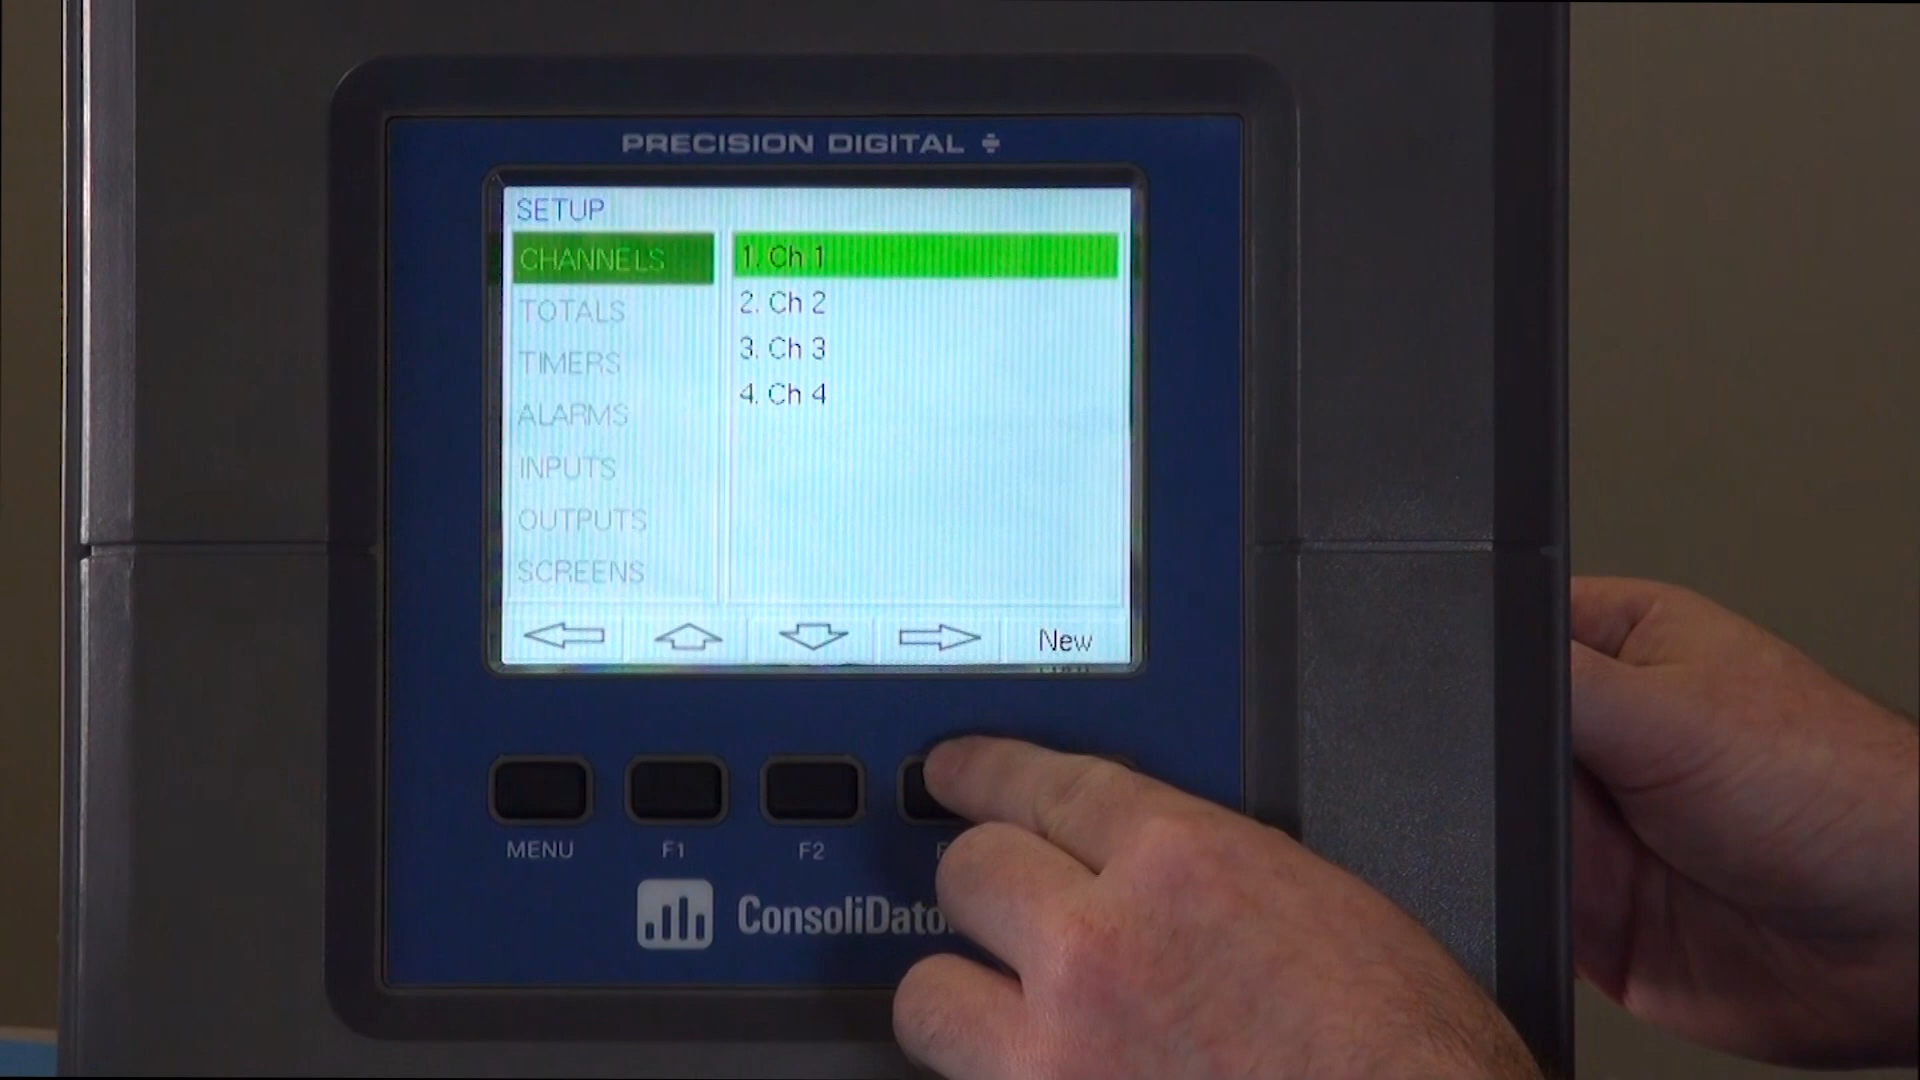 PRECISION DIGITAL
SETUP
CHANNELS
TOTALS
TIMERS
ALARMS
INPUTS
OUTPUTS
SCREENS
1. Ch 1
2. Ch 2
3. Ch 3
4. Ch 4
New
MENU F1 F2